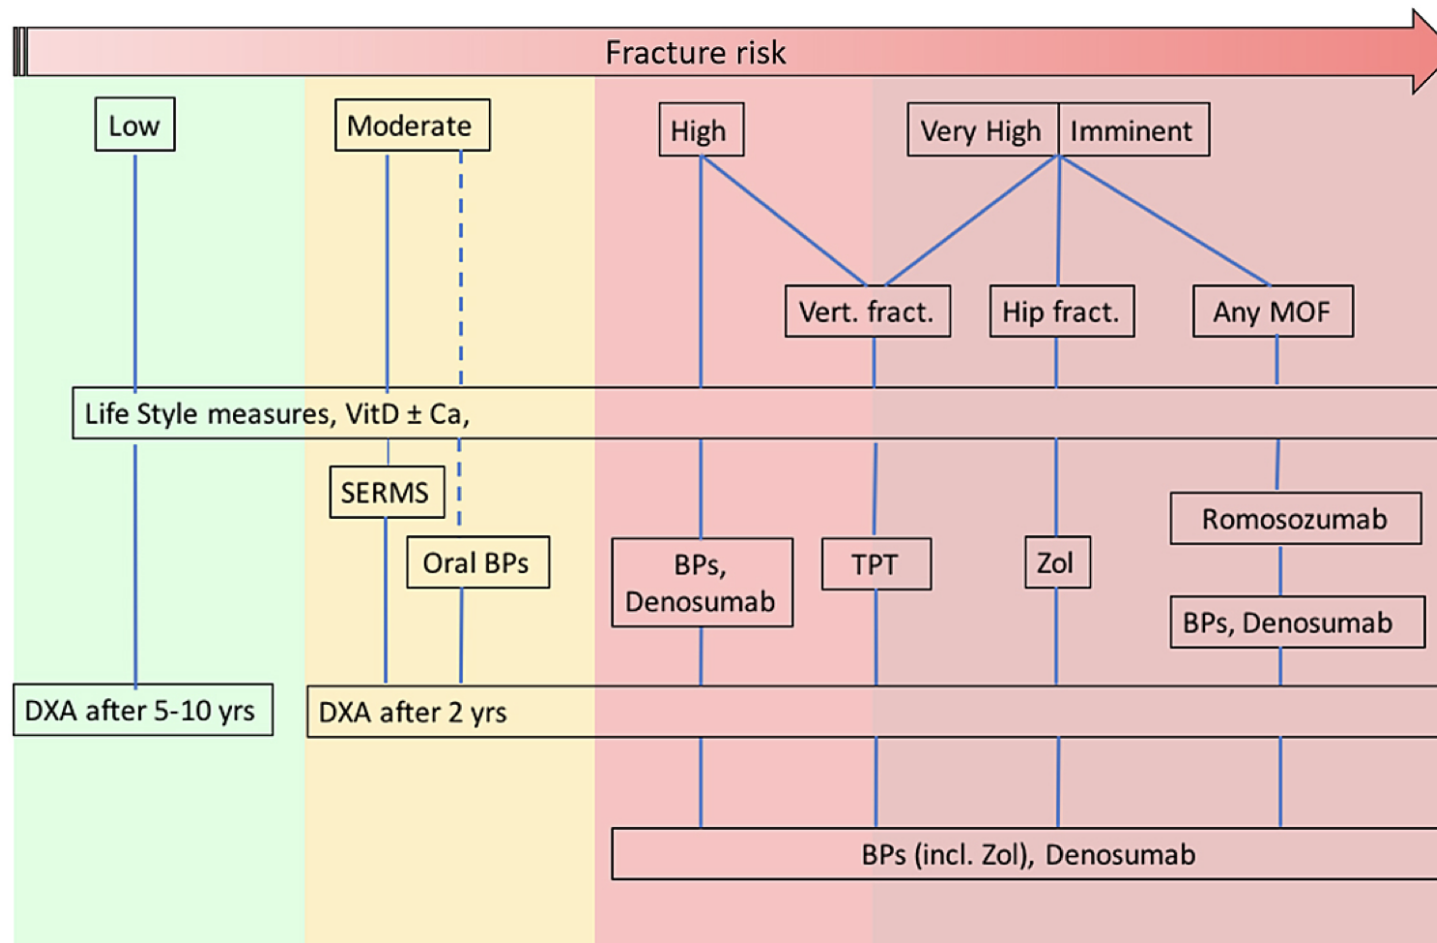 Fracture risk
Low
Moderate
High
Very High
Imminent
Vert. fract.
Hip fract.
Any MOF
Life Style measures, VitD ± Ca,
SERMS
Oral BPs
BPs,
Denosumab
TPT
Zol
Romosozumab
BPs, Denosumab
DXA after 5-10 yrs
DXA after 2 yrs
BPs (incl. Zol), Denosumab